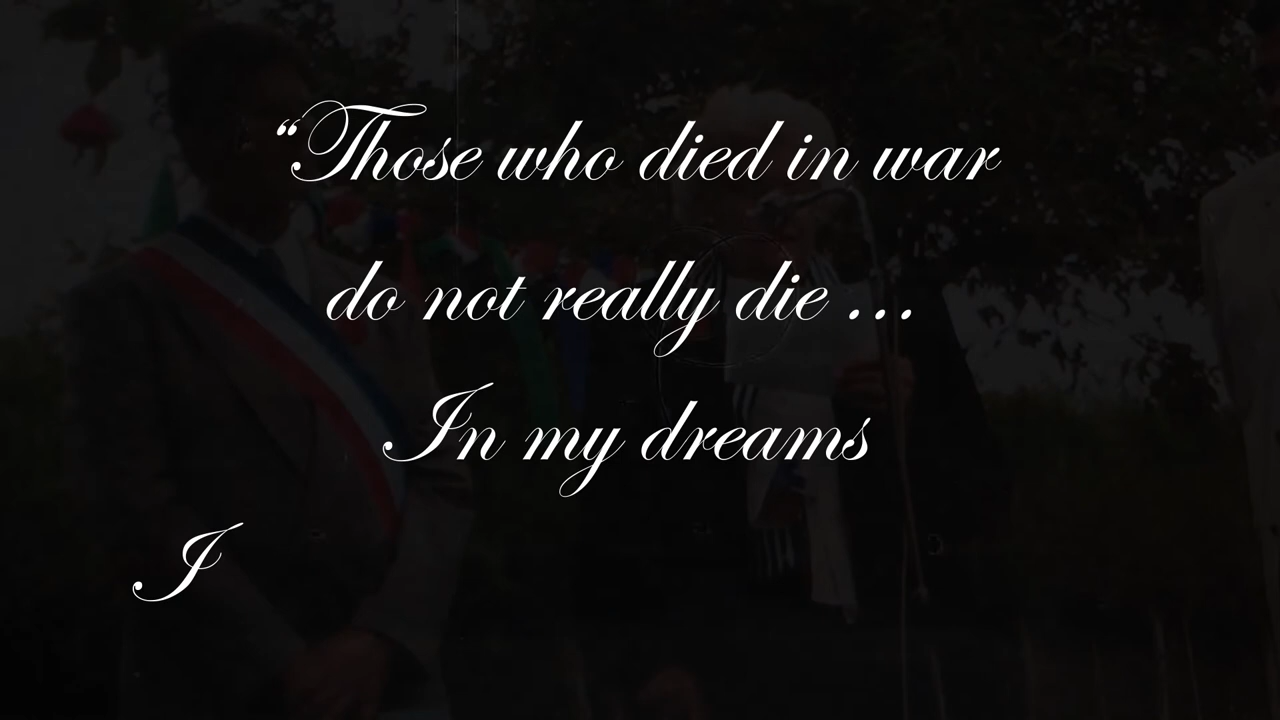 “Those who died in war
do not really die ...
In my dreams
I